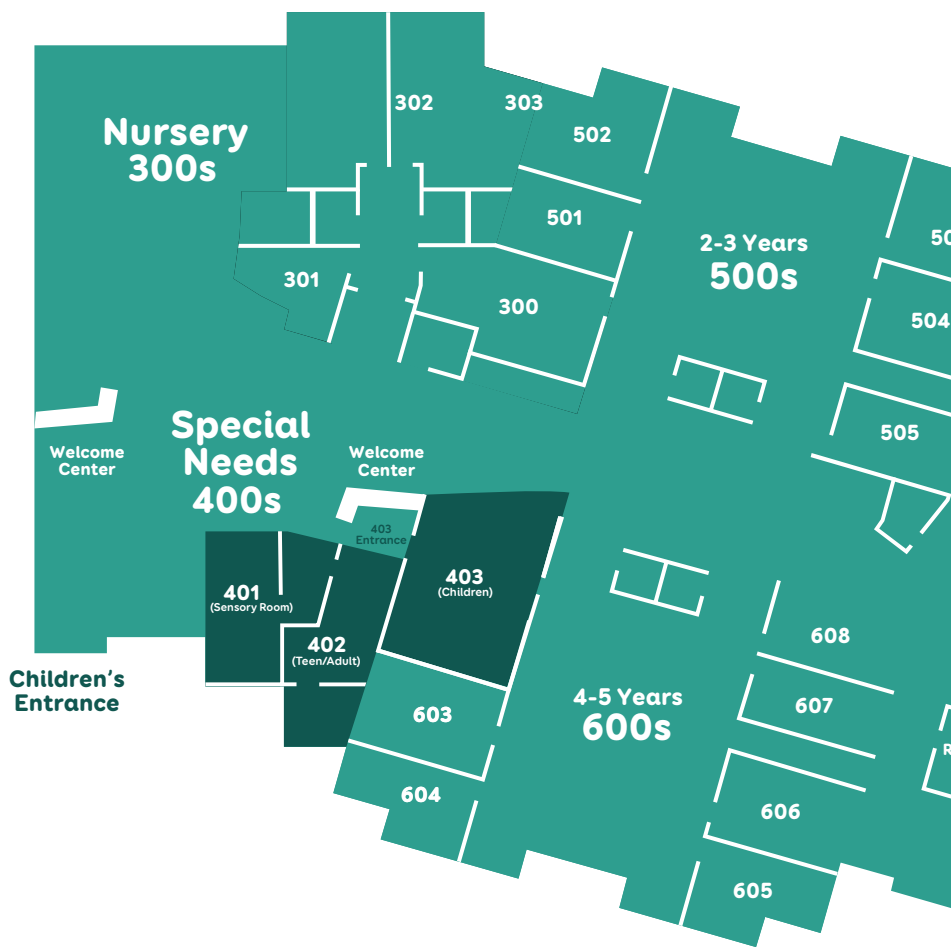 302
303
Nursery
300s
502
501
2-3 Years
500s
301
300
504
Special
Needs
400s
505
Welcome
Center
Welcome
Center
403
Entrance
403
(Children)
401
(Sensory Room)
402
(Teen/Adult)
608
Children's
Entrance
603
4-5 Years
600s
607
604
606
605